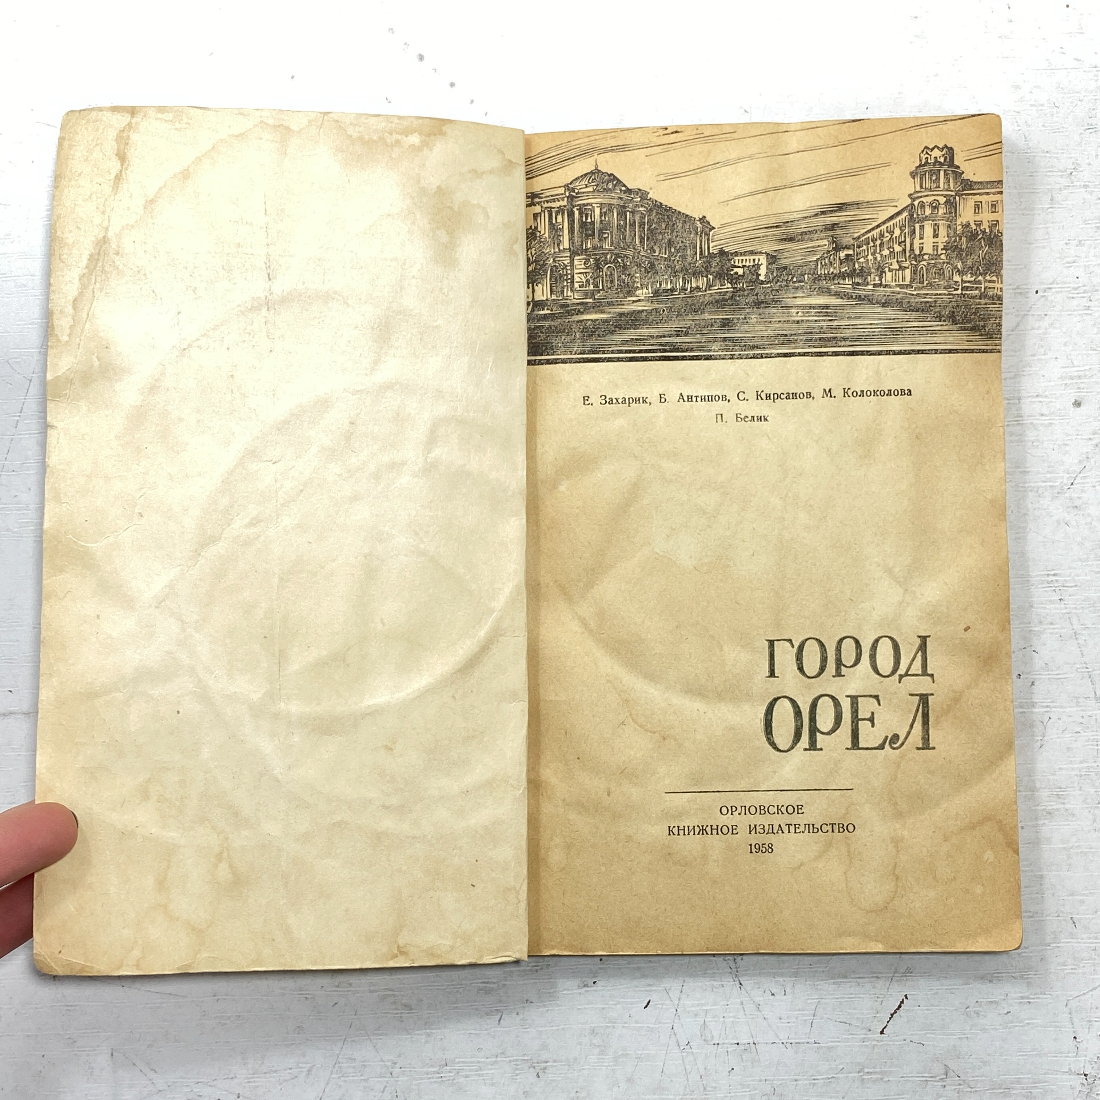 Е. Захарик, Б. Антипов, С. Кирсанов, М. Колоколова
П. Белик
ГОРОД
ОРЕЛ
ОРЛОВСКОЕ
КНИЖНОЕ ИЗДАТЕЛЬСТВО
1958